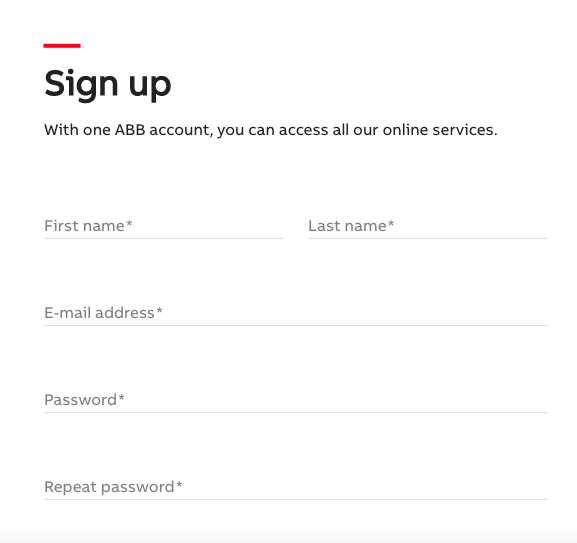 Sign up
With one ABB account, you can access all our online services.
First name* Last name*
E-mail address*
Password*
Repeat password*